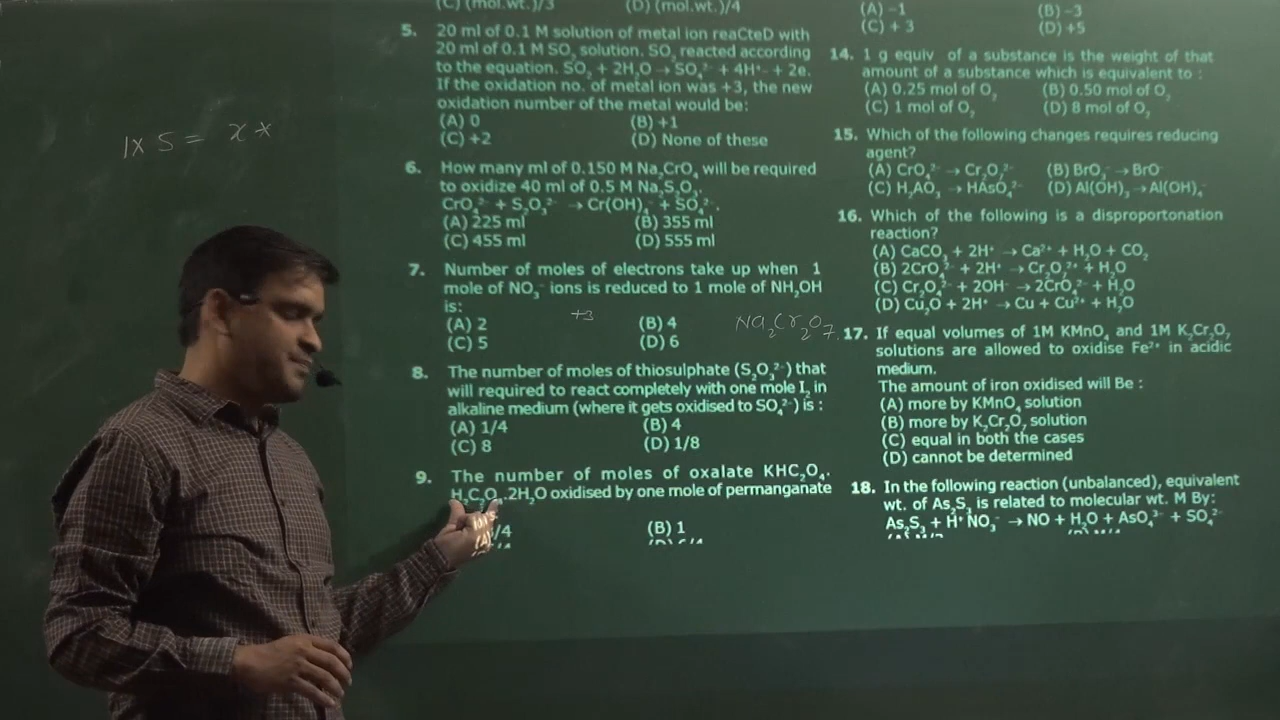 (C) (mol.wt.)/3 (D) (mol.wt.)/4
5. 20 ml of 0.1 M solution of metal ion reaCteD with
20 ml of 0.1 M SO₂ solution. SO₂ reacted according
to the equation. SO₂ + 2H₂O → SO₄²⁻ + 4H⁺ + 2e.
If the oxidation no. of metal ion was +3, the new
oxidation number of the metal would be:
(A) 0 (B) +1
(C) +2 (D) None of these
1 x 5 = x x
6. How many ml of 0.150 M Na₂CrO₄ will be required
to oxidize 40 ml of 0.5 M Na₂S₂O₃.
CrO₄²⁻ + S₂O₃²⁻ → Cr(OH)₄⁻ + SO₄²⁻.
(A) 225 ml (B) 355 ml
(C) 455 ml (D) 555 ml
7. Number of moles of electrons take up when 1
mole of NO₃⁻ ions is reduced to 1 mole of NH₂OH
is:
+3
(A) 2 (B) 4
(C) 5 (D) 6
Na₂Cr₂O₇
8. The number of moles of thiosulphate (S₂O₃²⁻) that
will required to react completely with one mole I₂ in
alkaline medium (where it gets oxidised to SO₄²⁻) is :
(A) 1/4 (B) 4
(C) 8 (D) 1/8
9. The number of moles of oxalate KHC₂O₄.
H₂C₂O₄.2H₂O oxidised by one mole of permanganate
/4 (B) 1
(A) −1 (B) −3
(C) + 3 (D) +5
14. 1 g equiv of a substance is the weight of that
amount of a substance which is equivalent to :
(A) 0.25 mol of O₂ (B) 0.50 mol of O₂
(C) 1 mol of O₂ (D) 8 mol of O₂
15. Which of the following changes requires reducing
agent?
(A) CrO₄²⁻ → Cr₂O₇²⁻ (B) BrO₃⁻ → BrO⁻
(C) H₃AO₃ → HAsO₄²⁻ (D) Al(OH)₃ → Al(OH)₄⁻
16. Which of the following is a disproportonation
reaction?
(A) CaCO₃ + 2H⁺ → Ca²⁺ + H₂O + CO₂
(B) 2CrO₄²⁻ + 2H⁺ → Cr₂O₇²⁺ + H₂O
(C) Cr₂O₇²⁻ + 2OH⁻ → 2CrO₄²⁻ + H₂O
(D) Cu₂O + 2H⁺ → Cu + Cu²⁺ + H₂O
17. If equal volumes of 1M KMnO₄ and 1M K₂Cr₂O₇
solutions are allowed to oxidise Fe²⁺ in acidic
medium.
The amount of iron oxidised will Be :
(A) more by KMnO₄ solution
(B) more by K₂Cr₂O₇ solution
(C) equal in both the cases
(D) cannot be determined
18. In the following reaction (unbalanced), equivalent
wt. of As₂S₃ is related to molecular wt. M By:
As₂S₃ + H⁺ NO₃⁻ → NO + H₂O + AsO₄³⁻ + SO₄²⁻